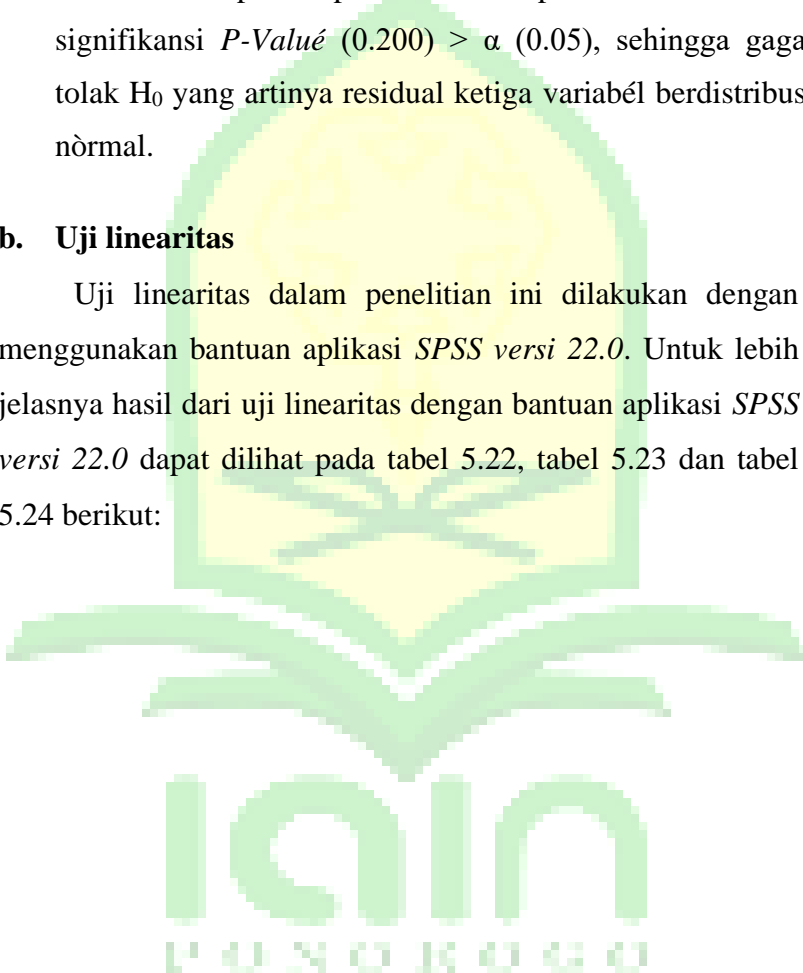 signifikansi P-Valué (0.200) > α (0.05), sehingga gaga
tolak H₀ yang artinya residual ketiga variabél berdistribus
nòrmal.
b. Uji linearitas
Uji linearitas dalam penelitian ini dilakukan dengan
menggunakan bantuan aplikasi SPSS versi 22.0. Untuk lebih
jelasnya hasil dari uji linearitas dengan bantuan aplikasi SPSS
versi 22.0 dapat dilihat pada tabel 5.22, tabel 5.23 dan tabel
5.24 berikut:
IAIN
PONOROGO